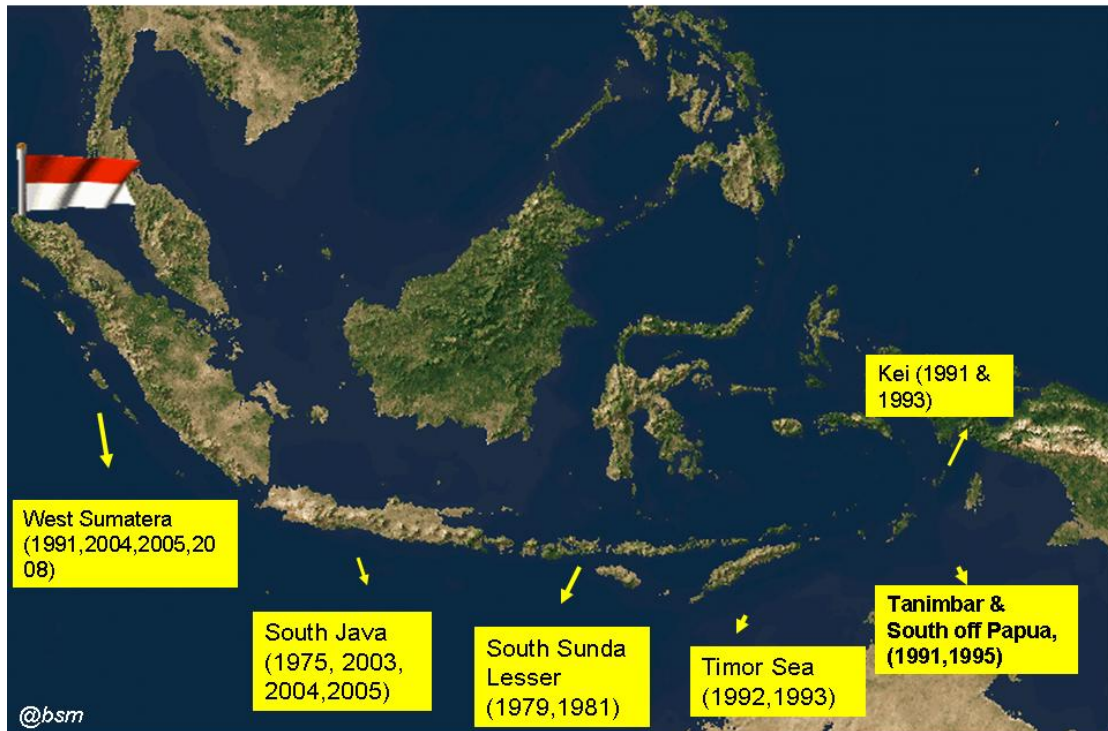 Kei (1991 &
1993)
West Sumatera
(1991,2004,2005,20
08)
South Java
(1975, 2003,
2004,2005)
South Sunda
Lesser
(1979,1981)
Timor Sea
(1992,1993)
Tanimbar &
South off Papua,
(1991,1995)
@bsm